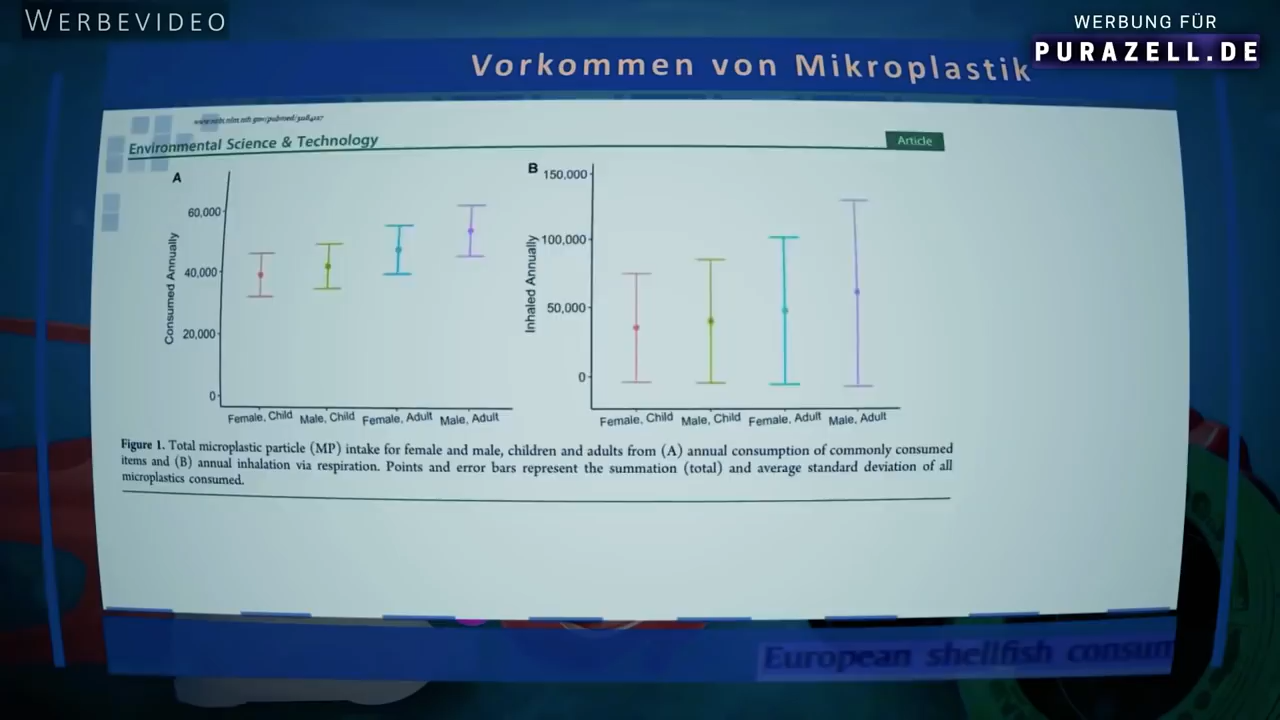 WERBEVIDEO
WERBUNG FÜR
PURAZELL.DE
Vorkommen von Mikroplastik
Environmental Science & Technology
Article
A
60,000
40,000
20,000
0
Consumed Annually
Female, Child
Male, Child
Female, Adult
Male, Adult
B
150,000
100,000
50,000
0
Inhaled Annually
Female, Child
Male, Child
Female, Adult
Male, Adult
Figure 1. Total microplastic particle (MP) intake for female and male, children and adults from (A) annual consumption of commonly consumed
items and (B) annual inhalation via respiration. Points and error bars represent the summation (total) and average standard deviation of all
microplastics consumed.
European shellfish consum